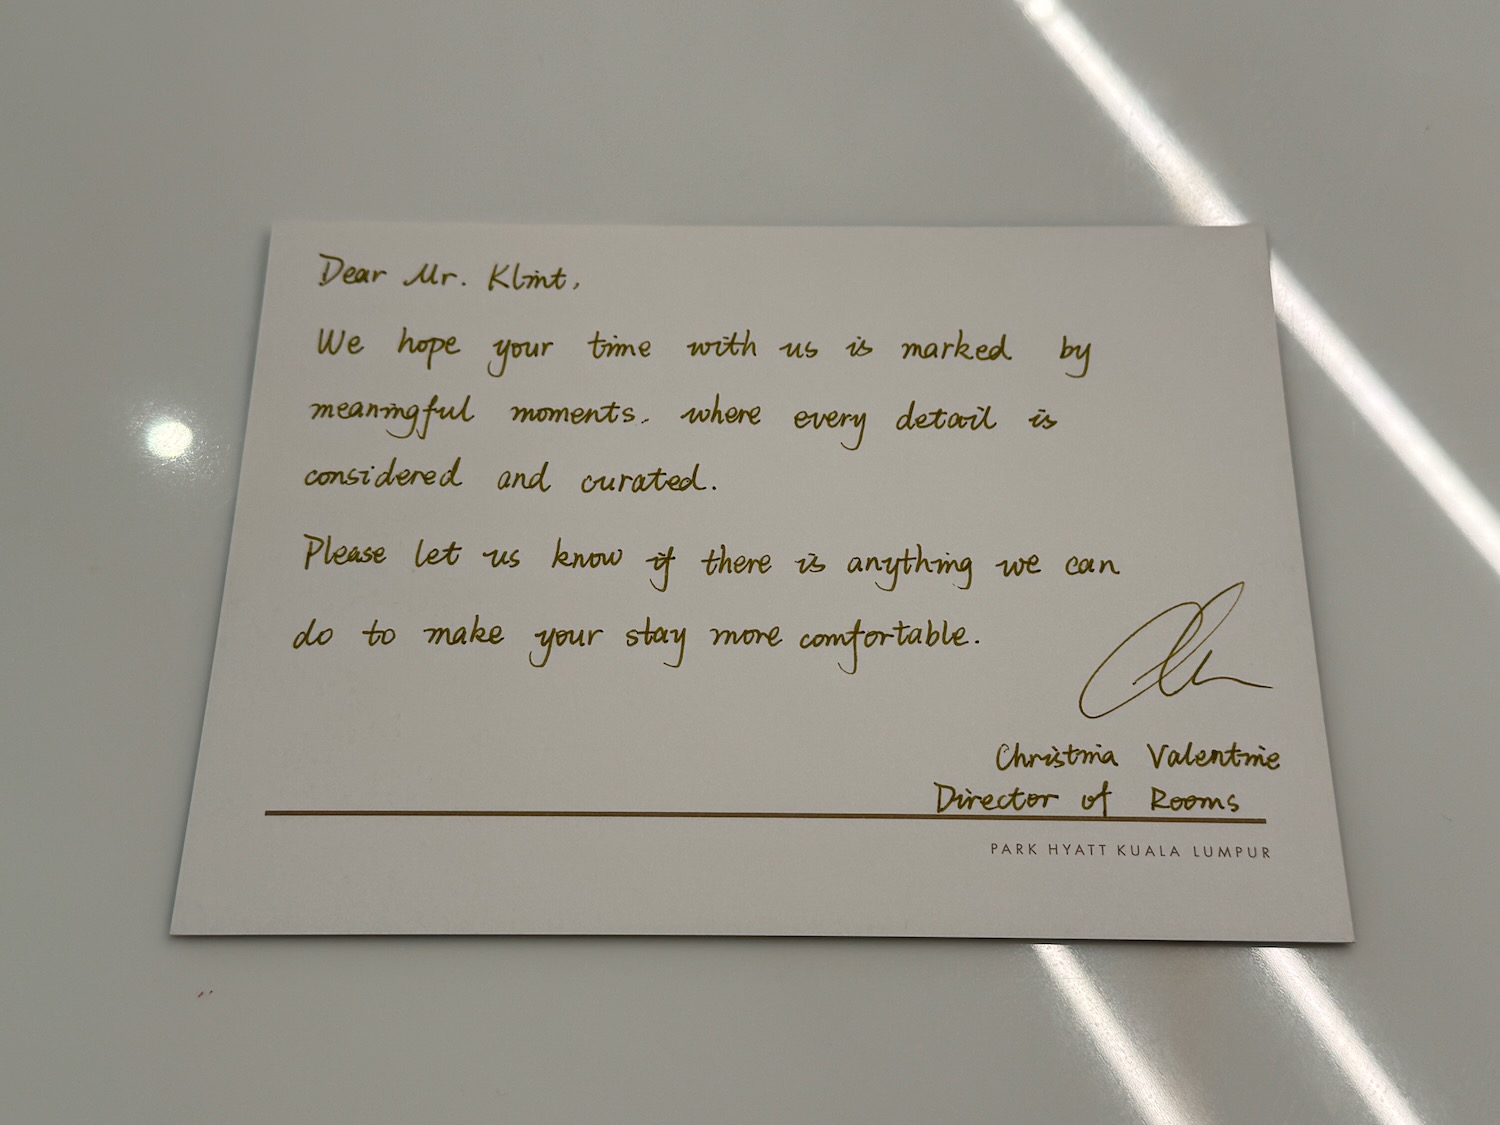 Dear Mr. Klint,
We hope your time with us is marked by
meaningful moments, where every detail is
considered and curated.
Please let us know if there is anything we can
do to make your stay more comfortable.
Christina Valentine
Director of Rooms
PARK HYATT KUALA LUMPUR